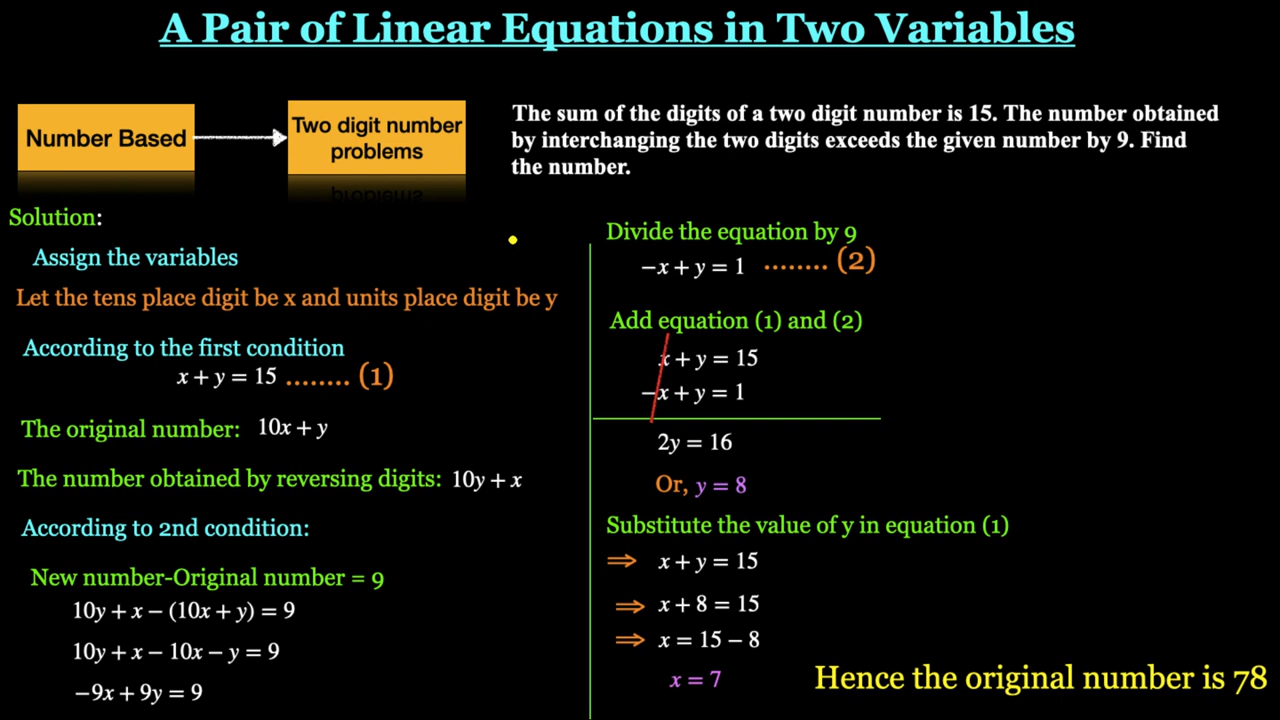 A Pair of Linear Equations in Two Variables
Number Based
Two digit number
problems
The sum of the digits of a two digit number is 15. The number obtained
by interchanging the two digits exceeds the given number by 9. Find
the number.
Solution:
Assign the variables
Let the tens place digit be x and units place digit be y
According to the first condition
x + y = 15 ........ (1)
The original number: 10x + y
The number obtained by reversing digits: 10y + x
According to 2nd condition:
New number-Original number = 9
10y + x − (10x + y) = 9
10y + x − 10x − y = 9
−9x + 9y = 9
Divide the equation by 9
−x + y = 1 ........ (2)
Add equation (1) and (2)
x + y = 15
−x + y = 1
2y = 16
Or, y = 8
Substitute the value of y in equation (1)
⇒ x + y = 15
⇒ x + 8 = 15
⇒ x = 15 − 8
x = 7
Hence the original number is 78